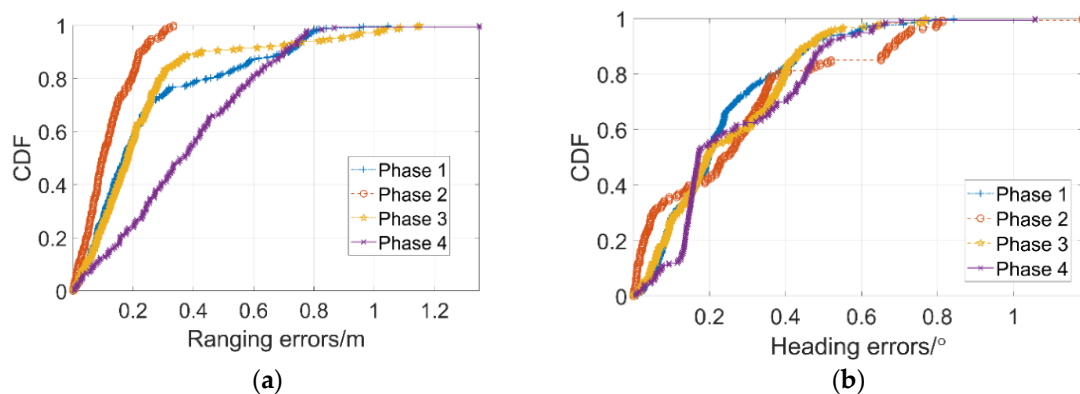 CDF
1
0.8
0.6
0.4
0.2
0
0.2 0.4 0.6 0.8 1 1.2
Ranging errors/m
Phase 1
Phase 2
Phase 3
Phase 4
(a)
CDF
1
0.8
0.6
0.4
0.2
0
0.2 0.4 0.6 0.8 1
Heading errors/°
Phase 1
Phase 2
Phase 3
Phase 4
(b)